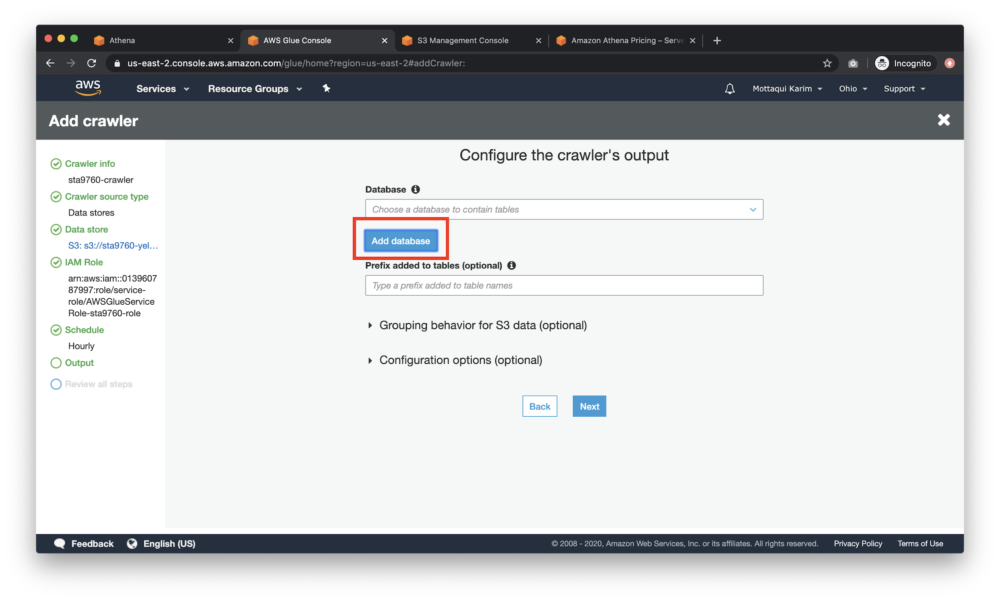 Athena
AWS Glue Console
S3 Management Console
Amazon Athena Pricing – Serve
us-east-2.console.aws.amazon.com/glue/home?region=us-east-2#addCrawler:
Incognito
aws
Services
Resource Groups
Mottaqui Karim
Ohio
Support
Add crawler
Crawler info
sta9760-crawler
Crawler source type
Data stores
Data store
S3: s3://sta9760-yel...
IAM Role
arn:aws:iam::0139607
87997:role/service-
role/AWSGlueService
Role-sta9760-role
Schedule
Hourly
Output
Review all steps
Configure the crawler's output
Database
Choose a database to contain tables
Add database
Prefix added to tables (optional)
Type a prefix added to table names
Grouping behavior for S3 data (optional)
Configuration options (optional)
Back
Next
Feedback
English (US)
© 2008 - 2020, Amazon Web Services, Inc. or its affiliates. All rights reserved.
Privacy Policy
Terms of Use